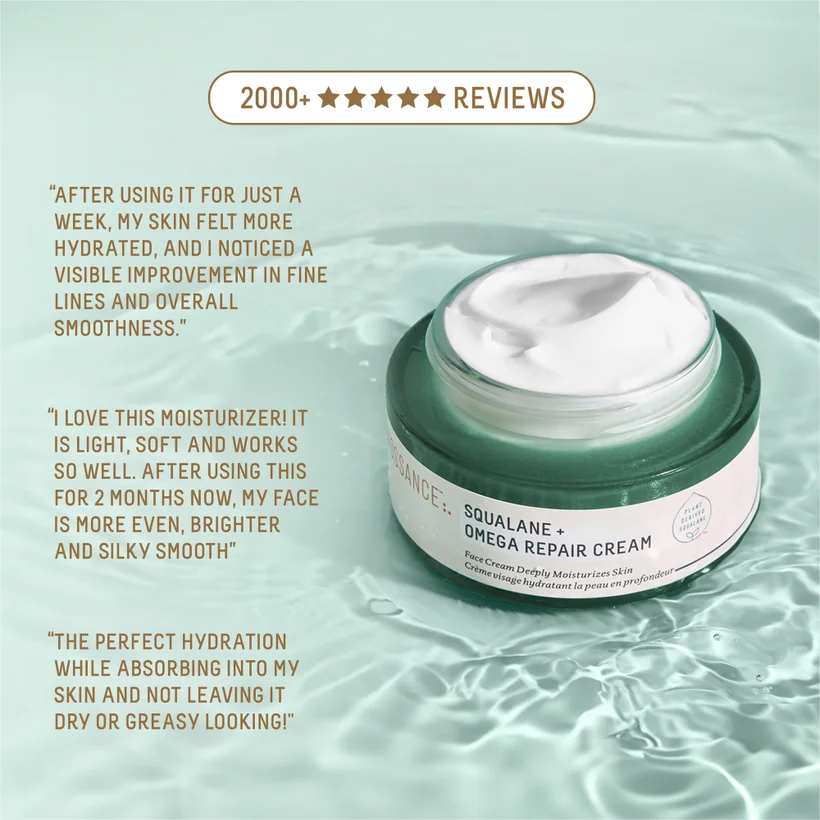 2000+ ★★★★★ REVIEWS
“AFTER USING IT FOR JUST A
WEEK, MY SKIN FELT MORE
HYDRATED, AND I NOTICED A
VISIBLE IMPROVEMENT IN FINE
LINES AND OVERALL
SMOOTHNESS.”
“I LOVE THIS MOISTURIZER! IT
IS LIGHT, SOFT AND WORKS
SO WELL. AFTER USING THIS
FOR 2 MONTHS NOW, MY FACE
IS MORE EVEN, BRIGHTER
AND SILKY SMOOTH”
“THE PERFECT HYDRATION
WHILE ABSORBING INTO MY
SKIN AND NOT LEAVING IT
DRY OR GREASY LOOKING!”
SQUALANE +
OMEGA REPAIR CREAM
Face Cream Deeply Moisturizes Skin
Crème visage hydratant la peau en profondeur
PLANT
DERIVED
SQUALANE